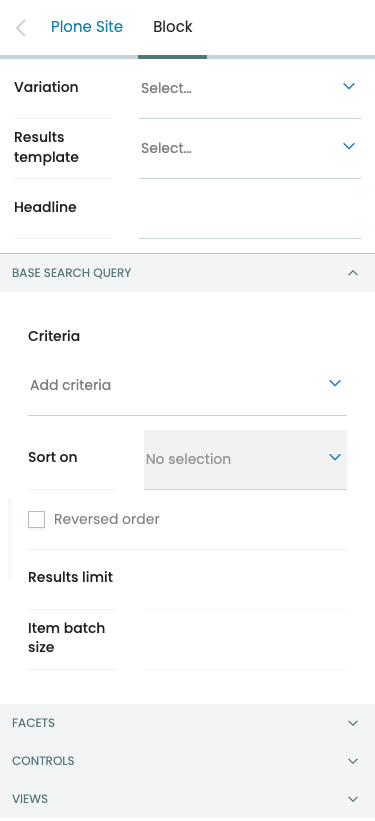 Plone Site Block
Variation Select...
Results
template Select...
Headline
BASE SEARCH QUERY
Criteria
Add criteria
Sort on No selection
Reversed order
Results limit
Item batch
size
FACETS
CONTROLS
VIEWS